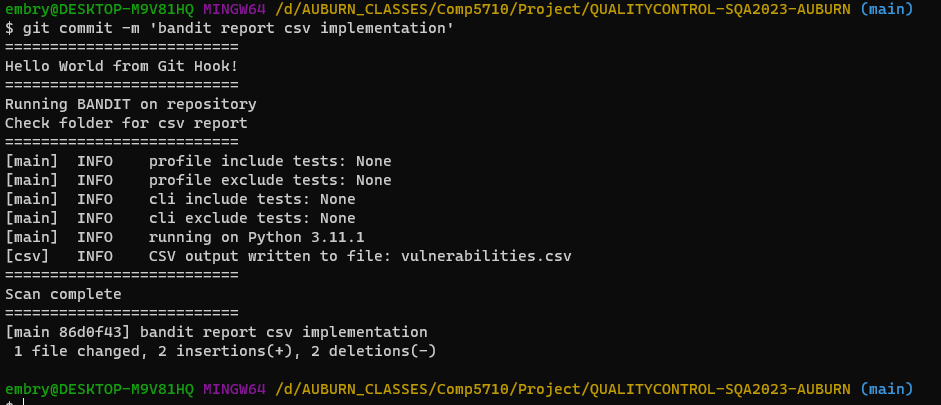 embry@DESKTOP-M9V81HQ MINGW64 /d/AUBURN_CLASSES/Comp5710/Project/QUALITYCONTROL-SQA2023-AUBURN (main)
$ git commit -m 'bandit report csv implementation'
==========================
Hello World from Git Hook!
==========================
Running BANDIT on repository
Check folder for csv report
==========================
[main]  INFO    profile include tests: None
[main]  INFO    profile exclude tests: None
[main]  INFO    cli include tests: None
[main]  INFO    cli exclude tests: None
[main]  INFO    running on Python 3.11.1
[csv]   INFO    CSV output written to file: vulnerabilities.csv
==========================
Scan complete
==========================
[main 86d0f43] bandit report csv implementation
 1 file changed, 2 insertions(+), 2 deletions(-)
embry@DESKTOP-M9V81HQ MINGW64 /d/AUBURN_CLASSES/Comp5710/Project/QUALITYCONTROL-SQA2023-AUBURN (main)
$